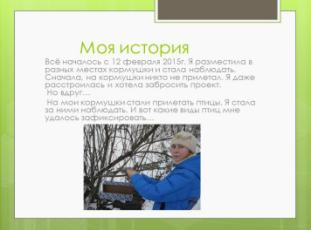 Моя история
Всё началось с 12 февраля 2015г. Я разместила в
разных местах кормушки и стала наблюдать.
Сначала, на кормушки никто не прилетал. Я даже
расстроилась и хотела забросить проект.
Но вдруг…
На мои кормушки стали прилетать птицы. Я стала
за ними наблюдать. И вот какие виды птиц мне
удалось зафиксировать…